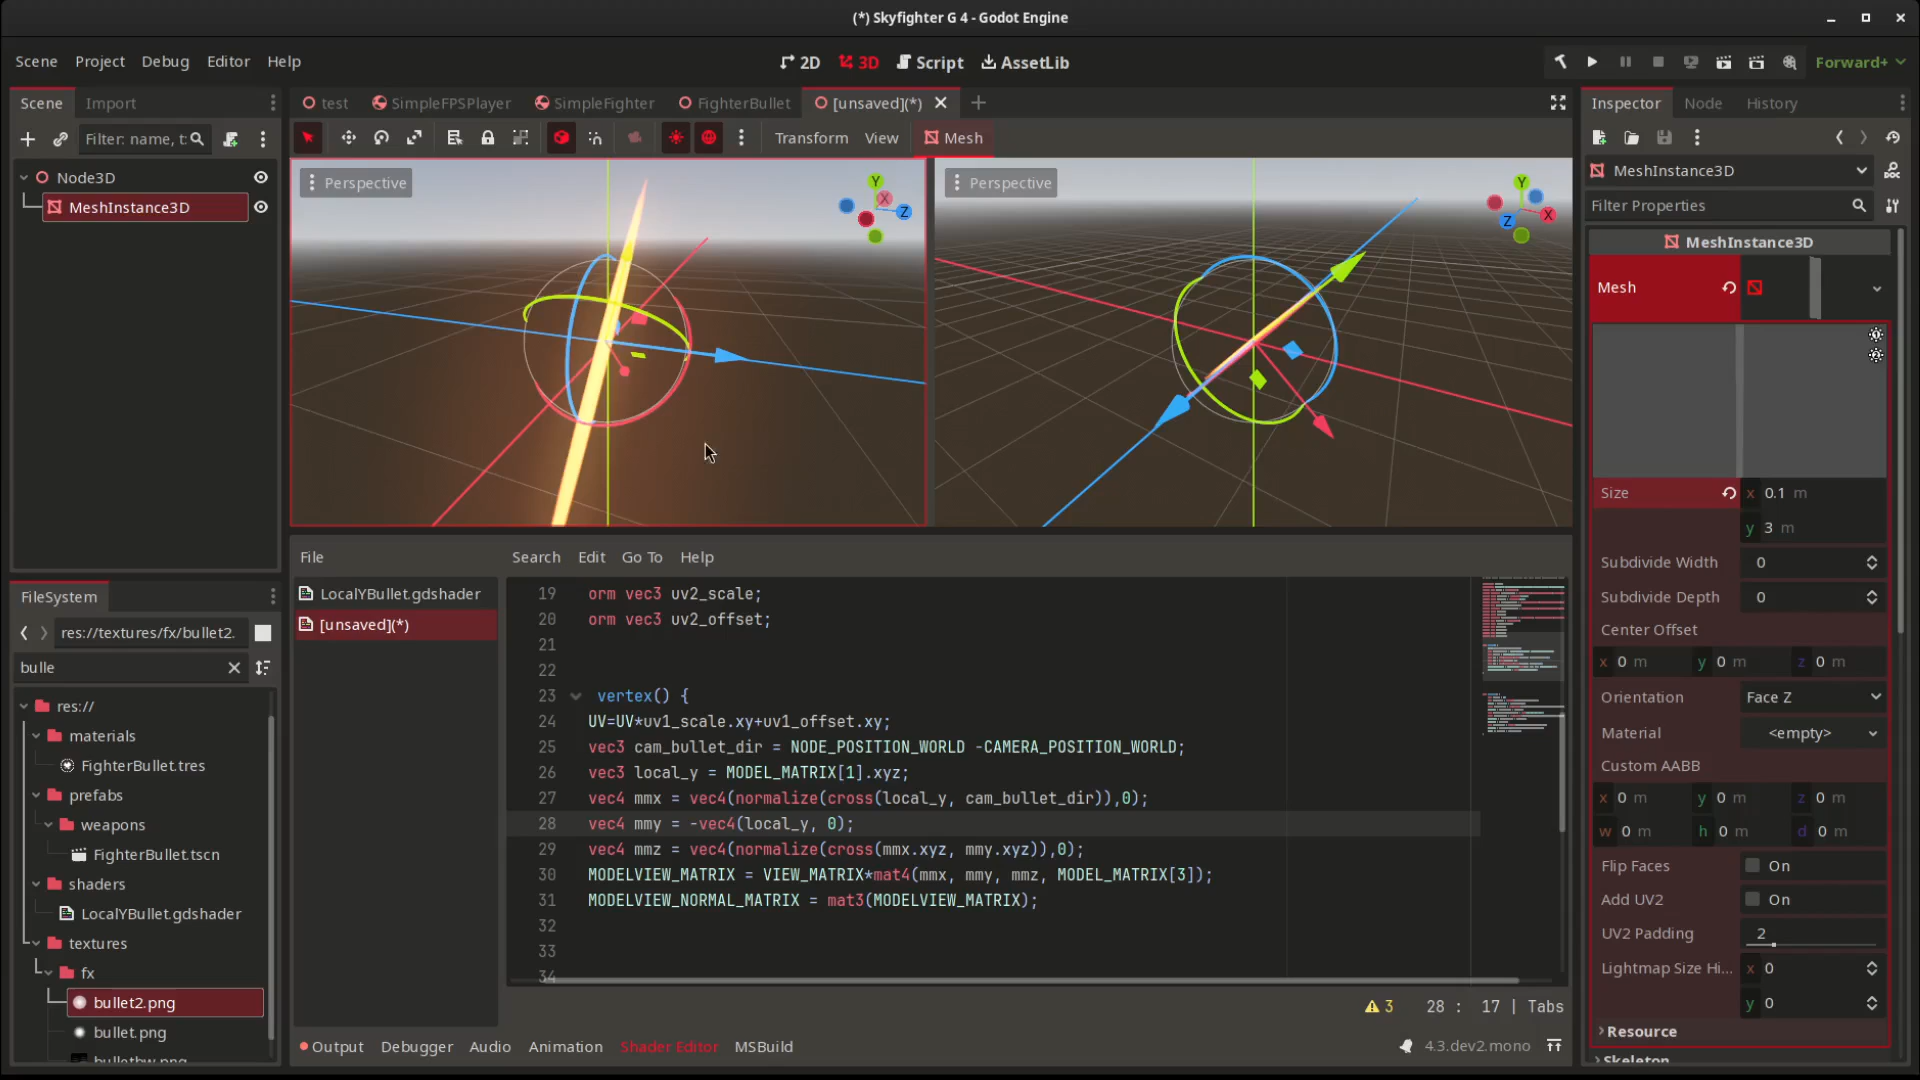 (*) Skyfighter G 4 - Godot Engine
Scene Project Debug Editor Help
2D 3D Script AssetLib
Forward+
Scene Import
test SimpleFPSPlayer SimpleFighter FighterBullet [unsaved](*)
Inspector Node History
Filter: name, t:
Transform View Mesh
Node3D
MeshInstance3D
Perspective
Y
X
Z
Perspective
Y
Z
X
MeshInstance3D
Filter Properties
MeshInstance3D
Mesh
Size x 0.1 m
y 3 m
Subdivide Width 0
Subdivide Depth 0
Center Offset
x 0 m y 0 m z 0 m
Orientation Face Z
Material <empty>
Custom AABB
x 0 m y 0 m z 0 m
w 0 m h 0 m d 0 m
Flip Faces On
Add UV2 On
UV2 Padding 2
Lightmap Size Hi... x 0
y 0
Resource
Skeleton
FileSystem
res://textures/fx/bullet2.
bulle
res://
materials
FighterBullet.tres
prefabs
weapons
FighterBullet.tscn
shaders
LocalYBullet.gdshader
textures
fx
bullet2.png
bullet.png
bulletbw.png
File Search Edit Go To Help
LocalYBullet.gdshader
[unsaved](*)
19 orm vec3 uv2_scale;
20 orm vec3 uv2_offset;
21
22
23 vertex() {
24 UV=UV*uv1_scale.xy+uv1_offset.xy;
25 vec3 cam_bullet_dir = NODE_POSITION_WORLD -CAMERA_POSITION_WORLD;
26 vec3 local_y = MODEL_MATRIX[1].xyz;
27 vec4 mmx = vec4(normalize(cross(local_y, cam_bullet_dir)),0);
28 vec4 mmy = -vec4(local_y, 0);
29 vec4 mmz = vec4(normalize(cross(mmx.xyz, mmy.xyz)),0);
30 MODELVIEW_MATRIX = VIEW_MATRIX*mat4(mmx, mmy, mmz, MODEL_MATRIX[3]);
31 MODELVIEW_NORMAL_MATRIX = mat3(MODELVIEW_MATRIX);
32
33
34
3 28 : 17 | Tabs
Output Debugger Audio Animation Shader Editor MSBuild
4.3.dev2.mono